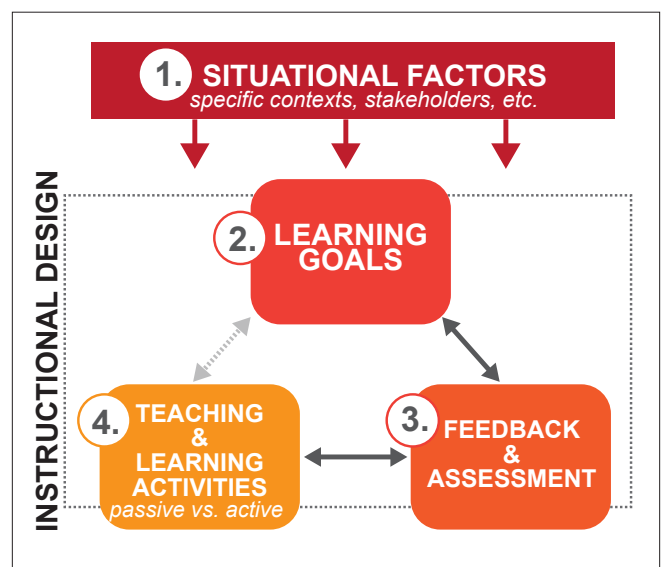 1. SITUATIONAL FACTORS
specific contexts, stakeholders, etc.
INSTRUCTIONAL DESIGN
2. LEARNING
GOALS
4. TEACHING
&
LEARNING
ACTIVITIES
passive vs. active
3. FEEDBACK
&
ASSESSMENT